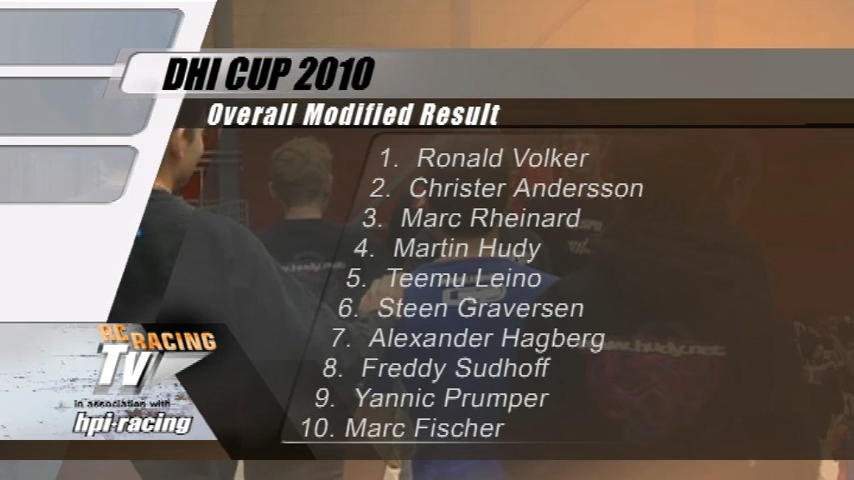 DHI CUP 2010
Overall Modified Result
1. Ronald Volker
2. Christer Andersson
3. Marc Rheinard
4. Martin Hudy
5. Teemu Leino
6. Steen Graversen
7. Alexander Hagberg
8. Freddy Sudhoff
9. Yannic Prumper
10. Marc Fischer
RC RACING
TV
in association with
hpi-racing
.hudy.net